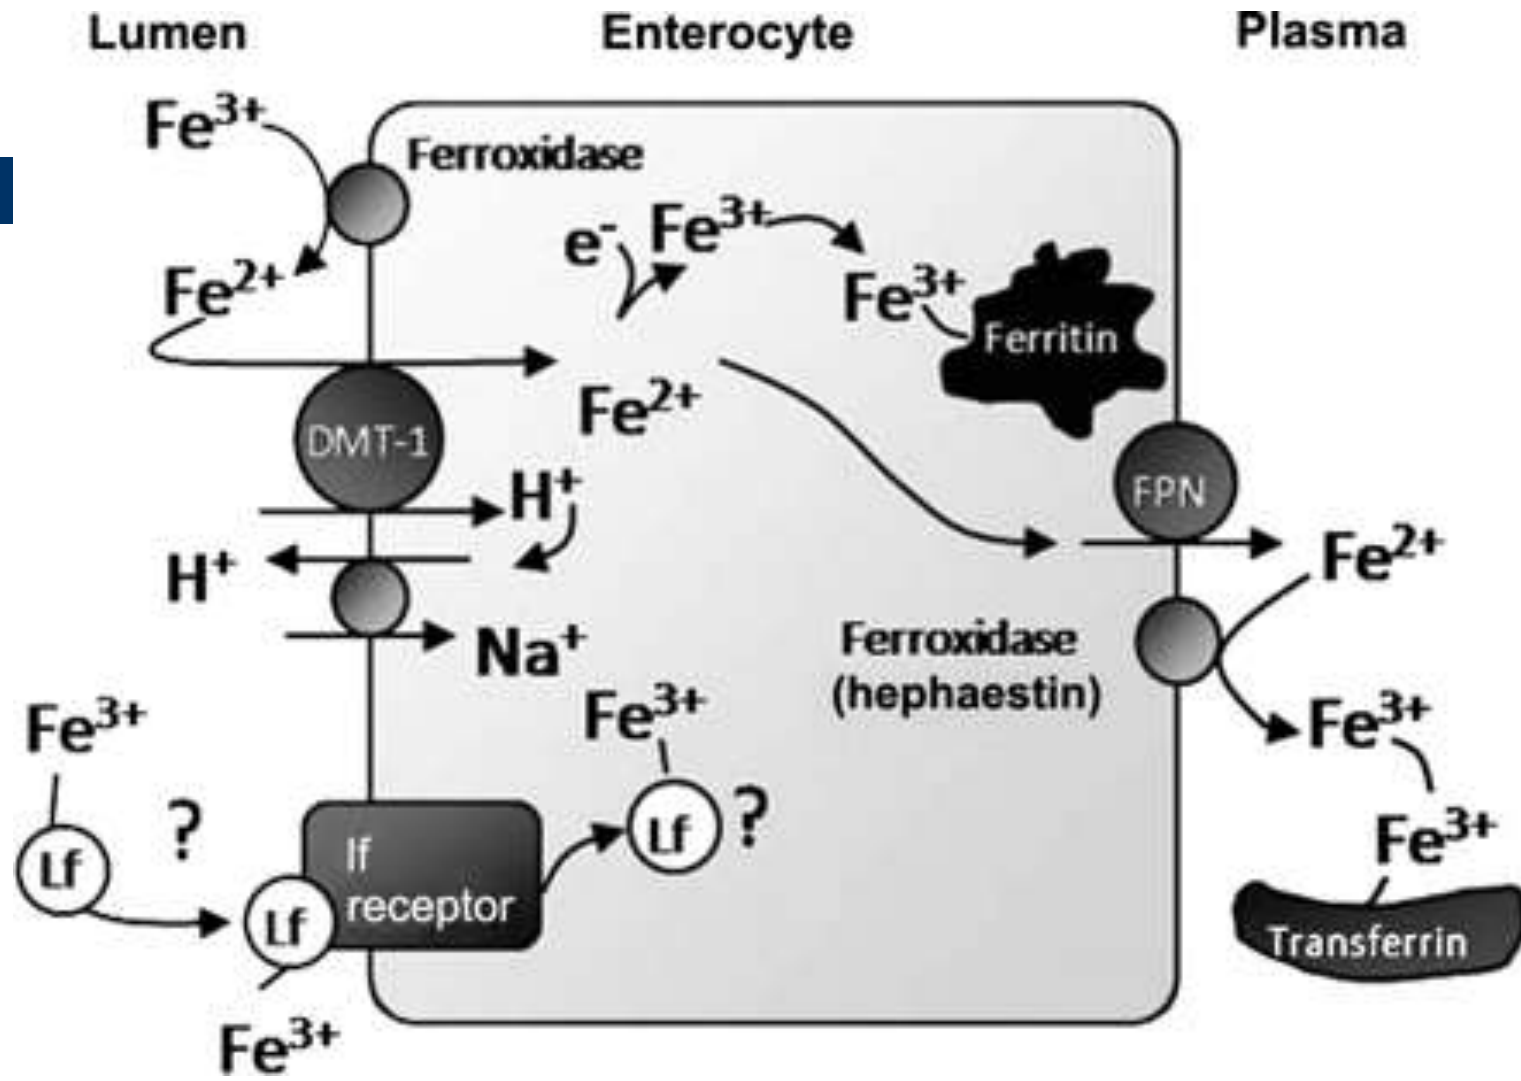 Lumen
Enterocyte
Plasma
Fe3+
Ferroxidase
Fe2+
e-
Fe3+
Fe3+
Ferritin
Fe2+
DMT-1
H+
H+
Na+
FPN
Fe2+
Ferroxidase
(hephaestin)
Fe3+
Fe3+
Transferrin
Fe3+
Lf
?
Lf
Fe3+
If
receptor
Fe3+
Lf
?